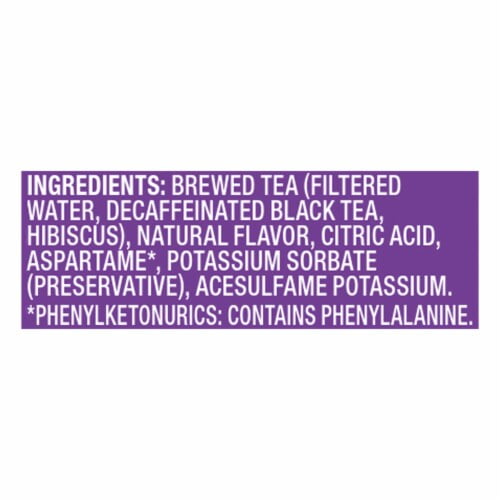 INGREDIENTS: BREWED TEA (FILTERED
WATER, DECAFFEINATED BLACK TEA,
HIBISCUS), NATURAL FLAVOR, CITRIC ACID,
ASPARTAME*, POTASSIUM SORBATE
(PRESERVATIVE), ACESULFAME POTASSIUM.
*PHENYLKETONURICS: CONTAINS PHENYLALANINE.